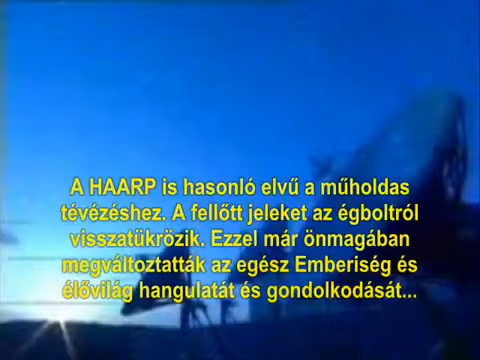 A HAARP is hasonló elvű a műholdas
tévézéshez. A fellőtt jeleket az égboltról
visszatükrözik. Ezzel már önmagában
megváltoztatták az egész Emberiség és
élővilág hangulatát és gondolkodását...